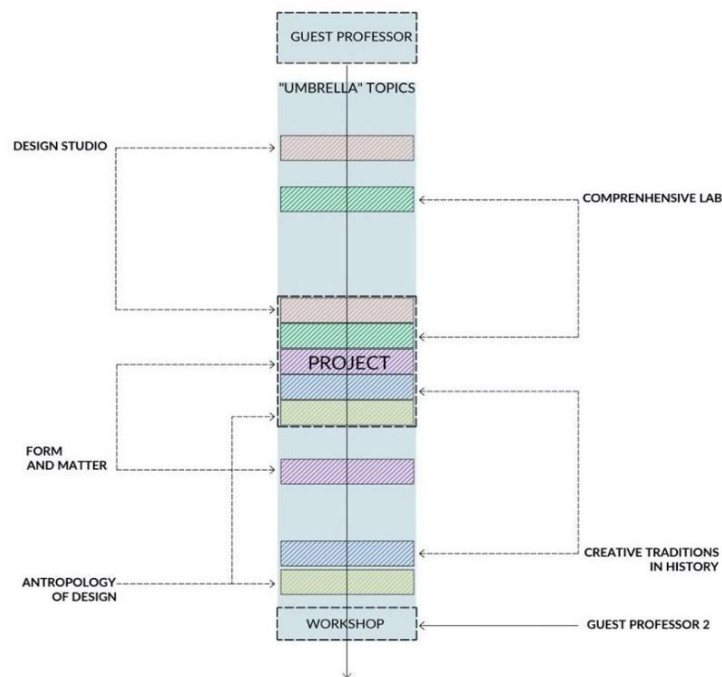 GUEST PROFESSOR
"UMBRELLA" TOPICS
DESIGN STUDIO
COMPRENHENSIVE LAB
PROJECT
FORM
AND MATTER
CREATIVE TRADITIONS
IN HISTORY
ANTROPOLOGY
OF DESIGN
WORKSHOP
GUEST PROFESSOR 2